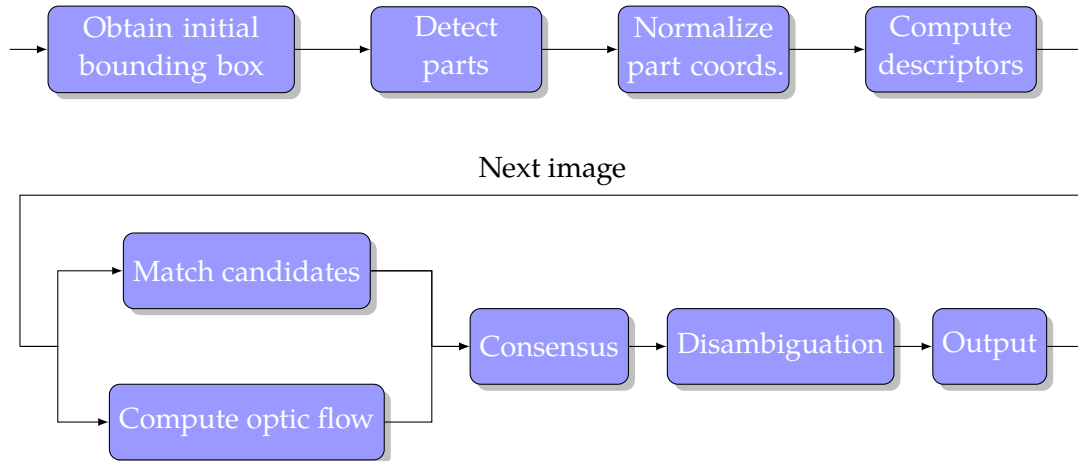 Obtain initial
bounding box
Detect
parts
Normalize
part coords.
Compute
descriptors
Next image
Match candidates
Compute optic flow
Consensus
Disambiguation
Output